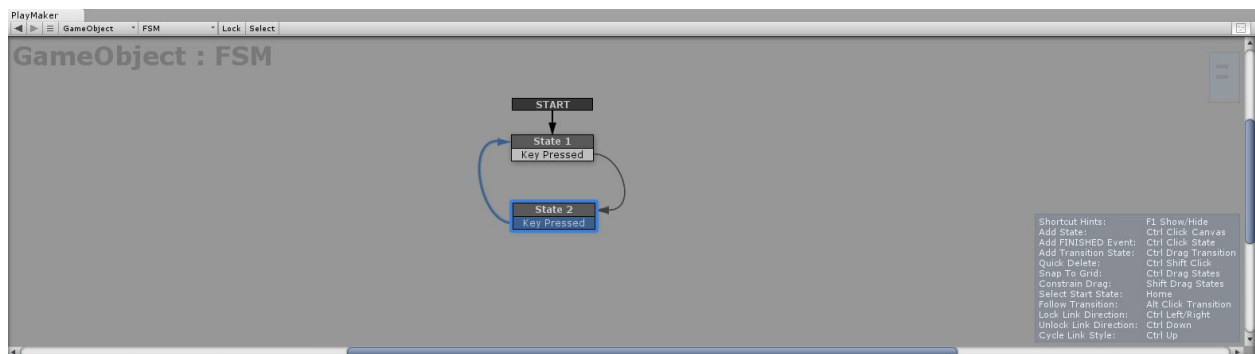 PlayMaker
GameObject FSM Lock Select
GameObject : FSM
START
State 1
Key Pressed
State 2
Key Pressed
Shortcut Hints: F1 Show/Hide
Add State: Ctrl Click Canvas
Add FINISHED Event: Ctrl Click State
Add Transition State: Ctrl Drag Transition
Quick Delete: Ctrl Shift Click
Snap To Grid: Ctrl Drag States
Constrain Drag: Shift Drag States
Select Start State: Home
Follow Transition: Alt Click Transition
Lock Link Direction: Ctrl Left/Right
Unlock Link Direction: Ctrl Down
Cycle Link Style: Ctrl Up